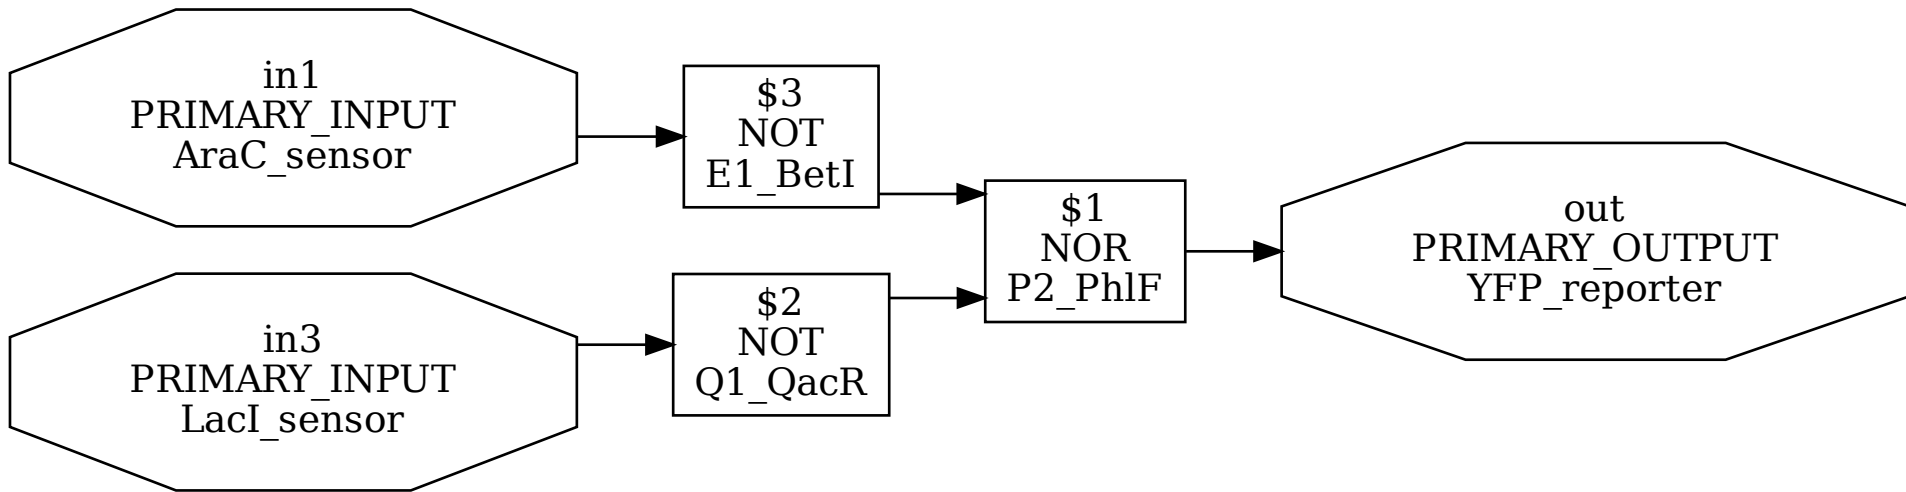 in1
PRIMARY_INPUT
AraC_sensor
$3
NOT
E1_BetI
in3
PRIMARY_INPUT
LacI_sensor
$2
NOT
Q1_QacR
$1
NOR
P2_PhlF
out
PRIMARY_OUTPUT
YFP_reporter